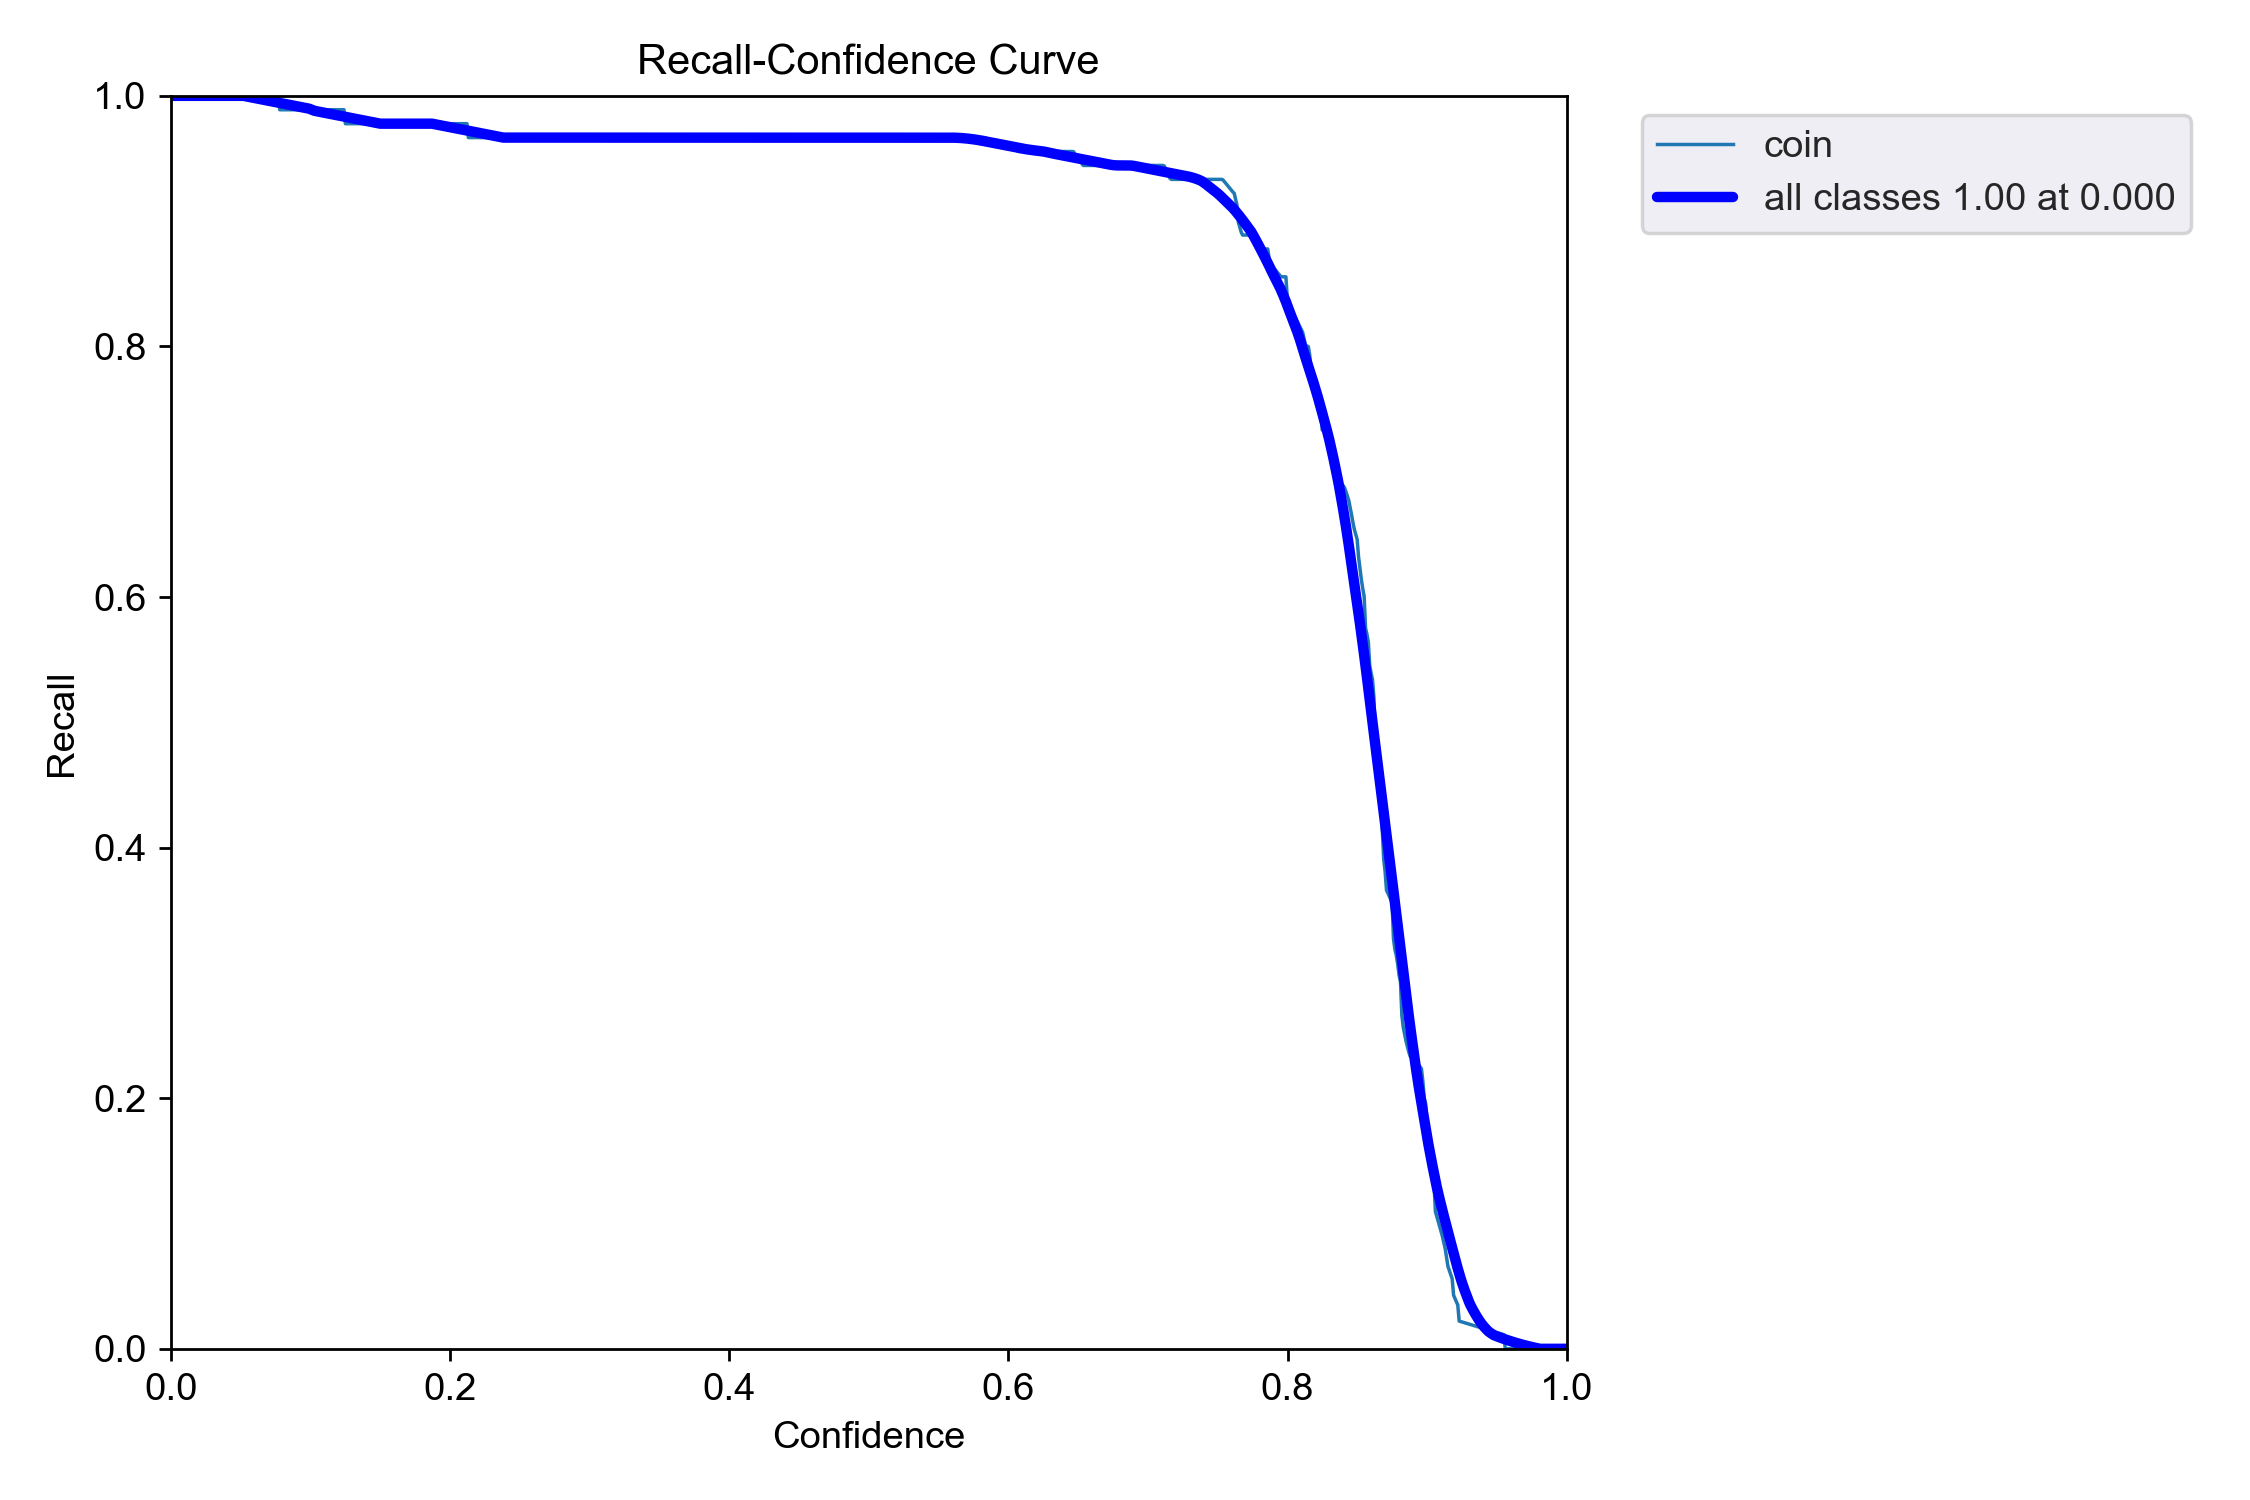 Recall-Confidence Curve
1.0
0.8
0.6
0.4
0.2
0.0
Recall
0.0 0.2 0.4 0.6 0.8 1.0
Confidence
coin
all classes 1.00 at 0.000